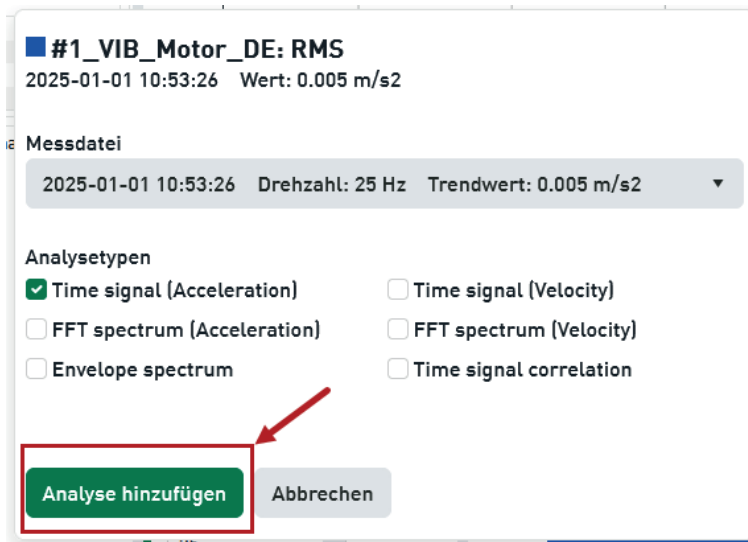 #1_VIB_Motor_DE: RMS
2025-01-01 10:53:26 Wert: 0.005 m/s2
Messdatei
2025-01-01 10:53:26 Drehzahl: 25 Hz Trendwert: 0.005 m/s2
Analysetypen
Time signal (Acceleration) Time signal (Velocity)
FFT spectrum (Acceleration) FFT spectrum (Velocity)
Envelope spectrum Time signal correlation
Analyse hinzufügen Abbrechen